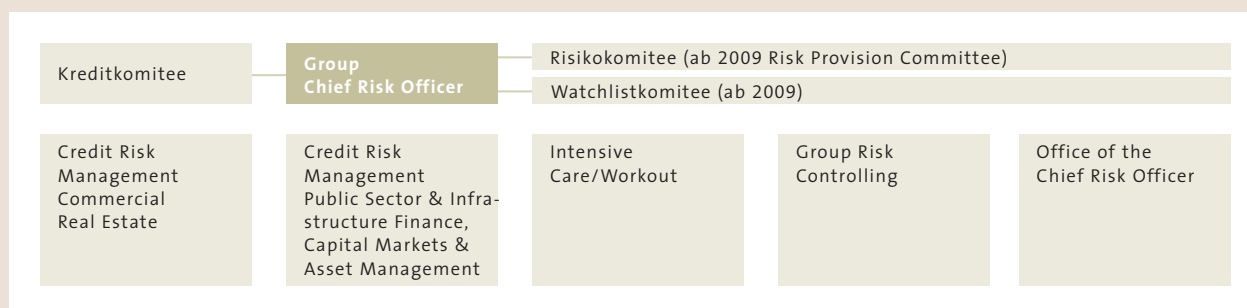 Kreditkomitee
Group
Chief Risk Officer
Risikokomitee (ab 2009 Risk Provision Committee)
Watchlistkomitee (ab 2009)
Credit Risk
Management
Commercial
Real Estate
Credit Risk
Management
Public Sector & Infra-
structure Finance,
Capital Markets &
Asset Management
Intensive
Care/Workout
Group Risk
Controlling
Office of the
Chief Risk Officer